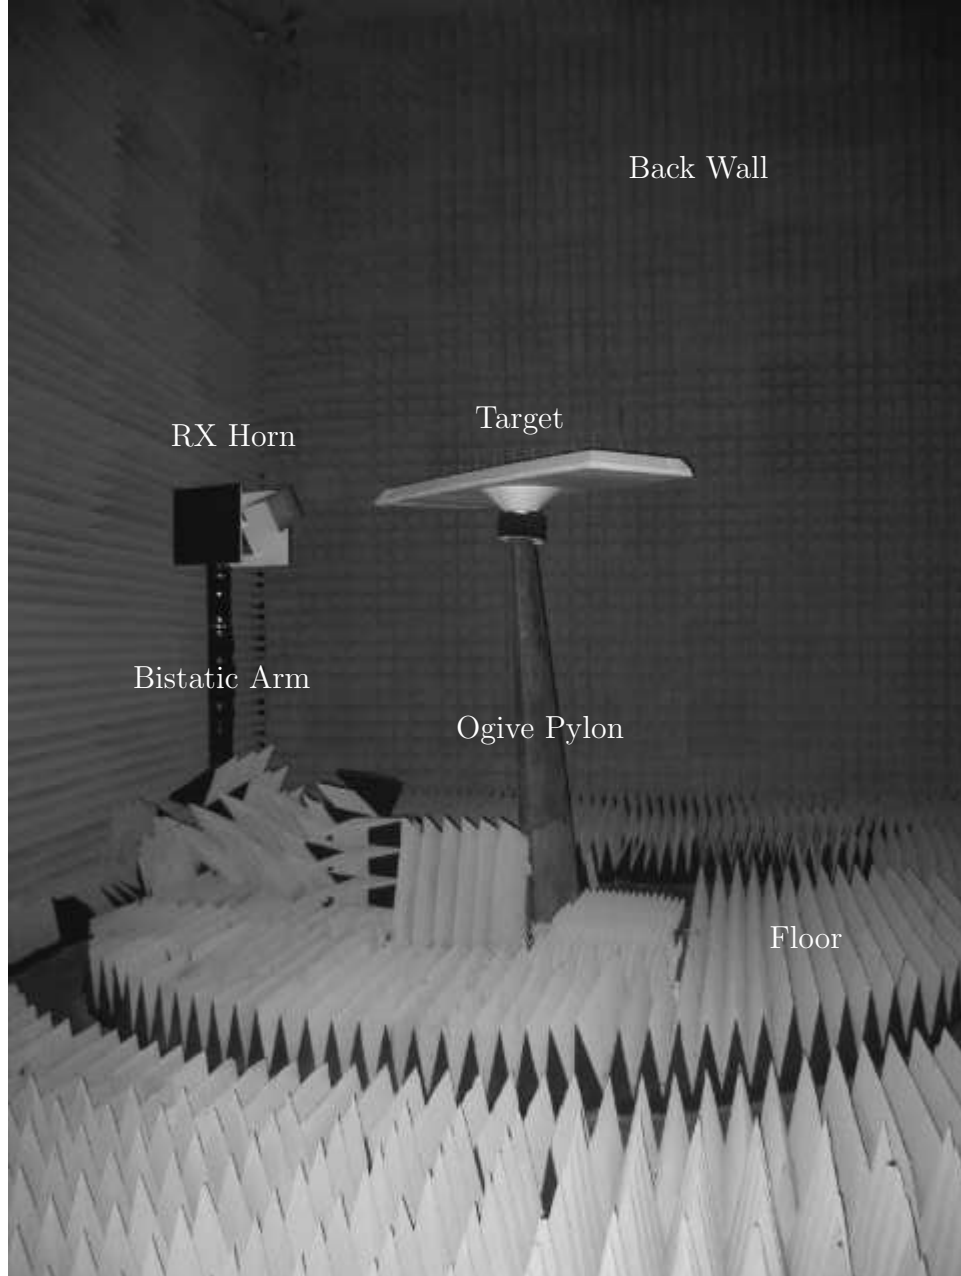 Back Wall
Target
RX Horn
Bistatic Arm
Ogive Pylon
Floor